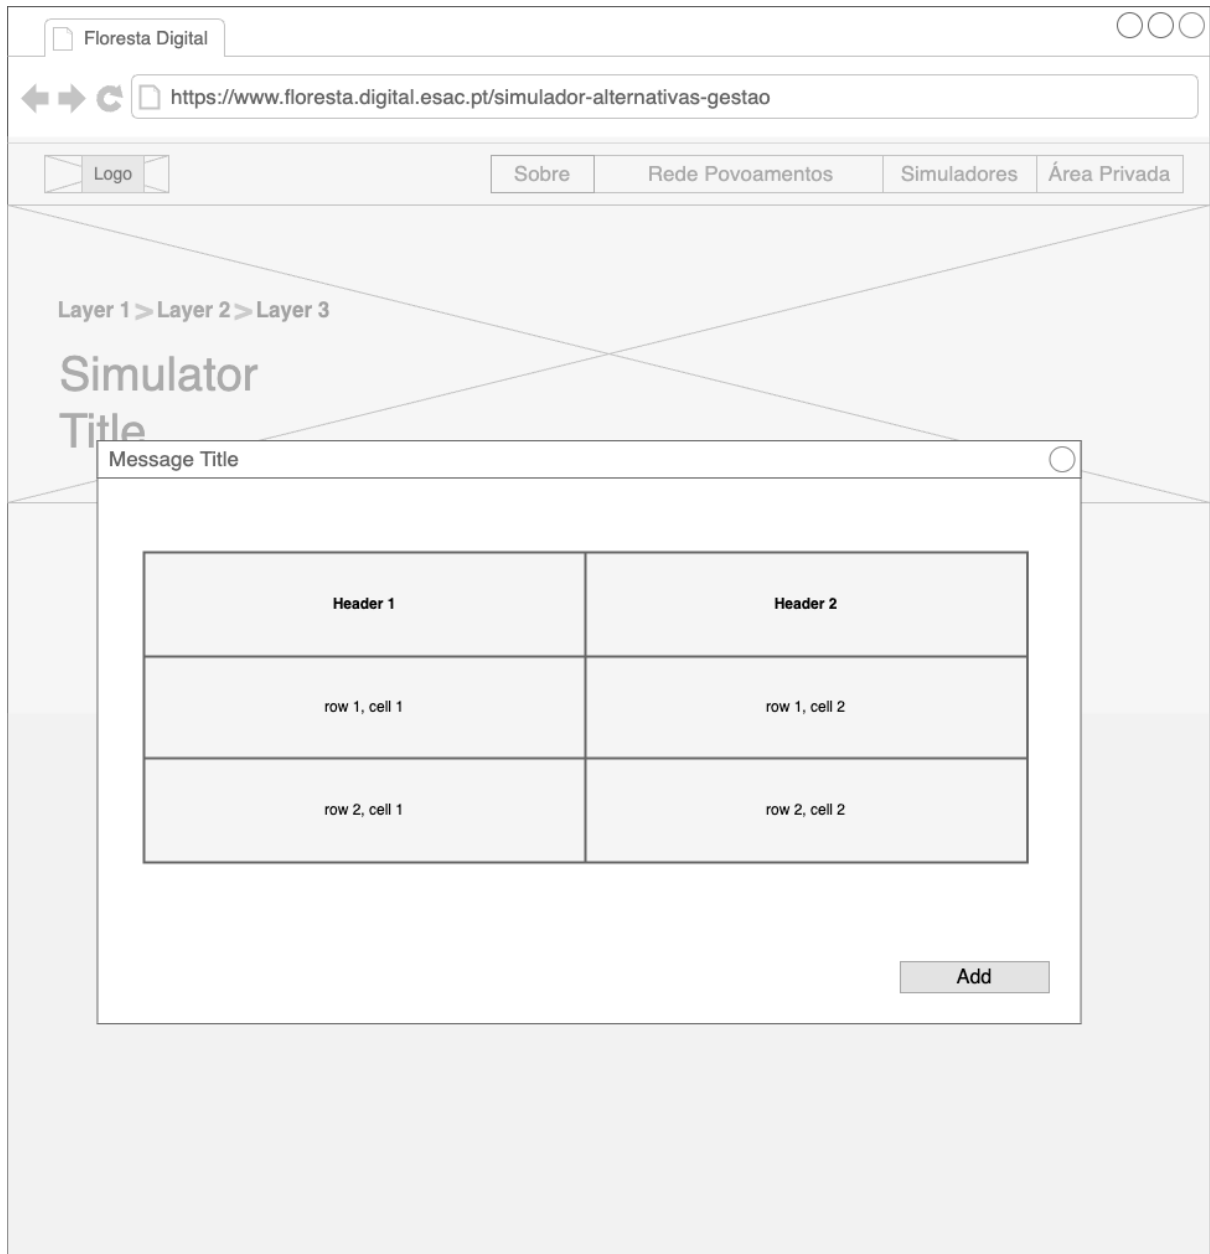 Floresta Digital
https://www.floresta.digital.esac.pt/simulador-alternativas-gestao
Logo Sobre Rede Povoamentos Simuladores Área Privada
Layer 1 > Layer 2 > Layer 3
Simulator
Title
Message Title
Header 1 Header 2
row 1, cell 1 row 1, cell 2
row 2, cell 1 row 2, cell 2
Add